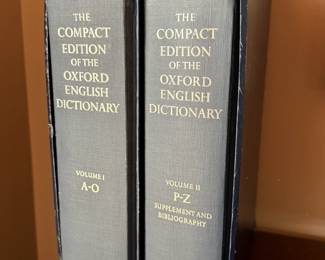 THE
COMPACT
EDITION
OF THE
OXFORD
ENGLISH
DICTIONARY
VOLUME I
A-O
THE
COMPACT
EDITION
OF THE
OXFORD
ENGLISH
DICTIONARY
VOLUME II
P-Z
SUPPLEMENT AND
BIBLIOGRAPHY